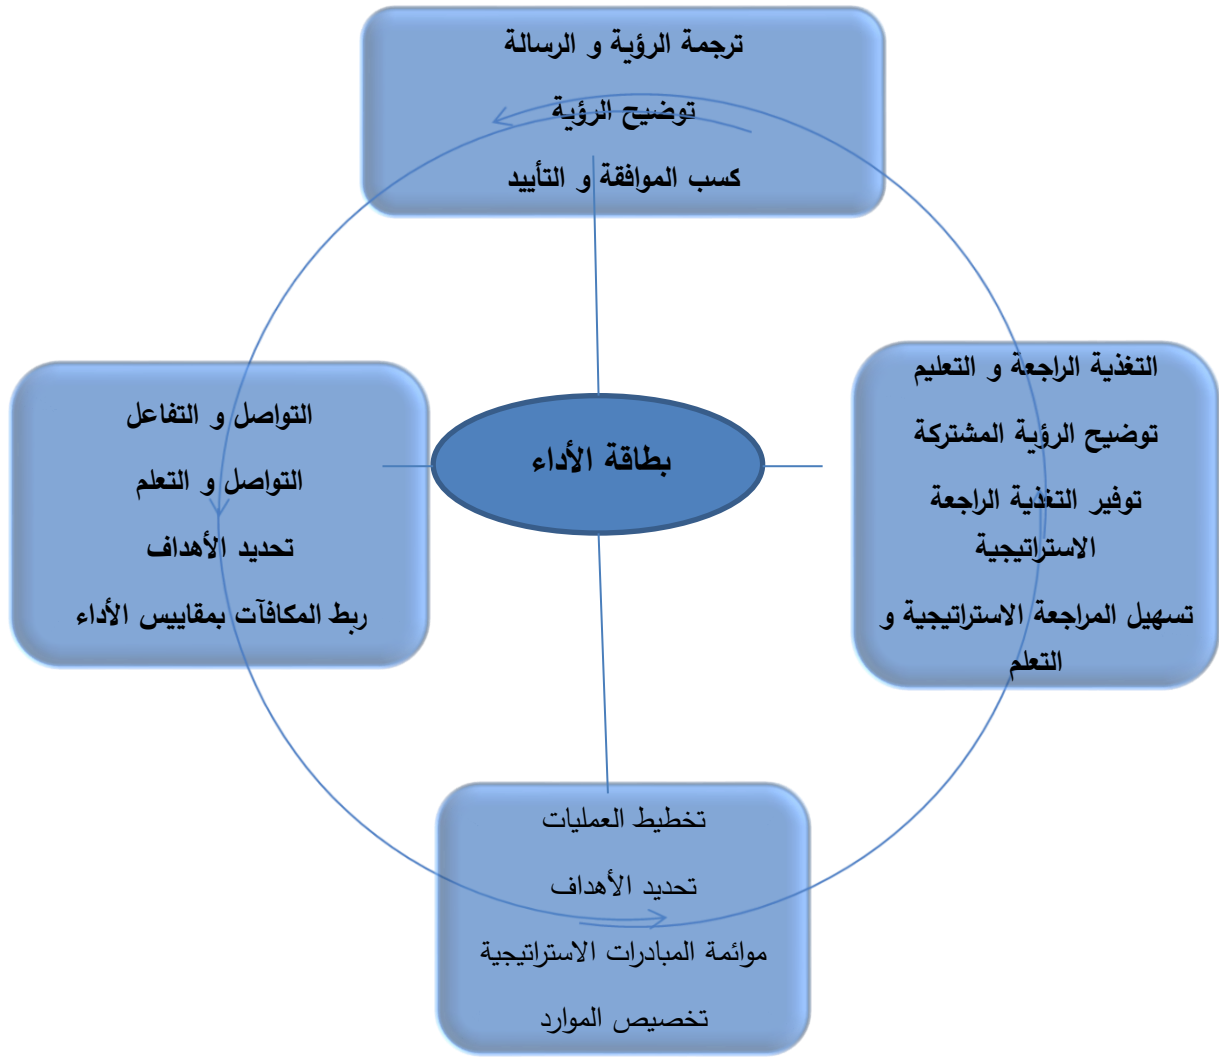 ترجمة الرؤية و الرسالة
توضيح الرؤية
كسب الموافقة و التأييد
التغذية الراجعة و التعليم
توضيح الرؤية المشتركة
توفير التغذية الراجعة
الاستراتيجية
تسهيل المراجعة الاستراتيجية و
التعلم
بطاقة الأداء
التواصل و التفاعل
التواصل و التعلم
تحديد الأهداف
ربط المكافآت بمقاييس الأداء
تخطيط العمليات
تحديد الأهداف
موائمة المبادرات الاستراتيجية
تخصيص الموارد